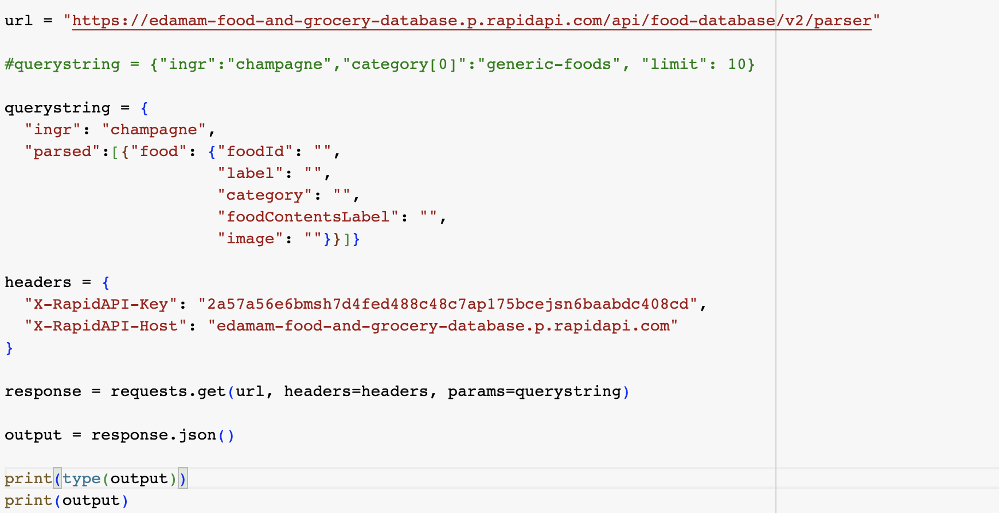 url = "https://edamam-food-and-grocery-database.p.rapidapi.com/api/food-database/v2/parser"
#querystring = {"ingr":"champagne","category[0]":"generic-foods", "limit": 10}
querystring = {
"ingr": "champagne",
"parsed":[{"food": {"foodId": "",
"label": "",
"category": "",
"foodContentsLabel": "",
"image": ""}}]}
headers = {
"X-RapidAPI-Key": "2a57a56e6bmsh7d4fed488c48c7ap175bcejsn6baabdc408cd",
"X-RapidAPI-Host": "edamam-food-and-grocery-database.p.rapidapi.com"
}
response = requests.get(url, headers=headers, params=querystring)
output = response.json()
print(type(output))
print(output)